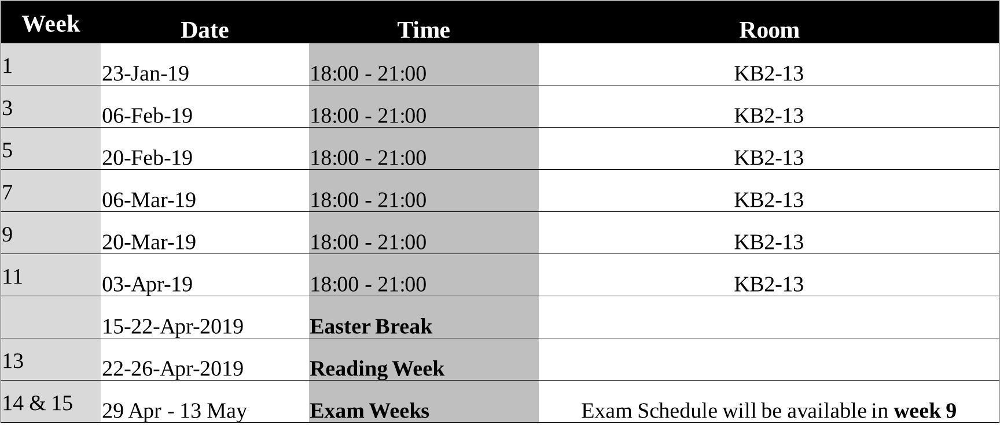 Week Date Time Room
1 23-Jan-19 18:00 - 21:00 KB2-13
3 06-Feb-19 18:00 - 21:00 KB2-13
5 20-Feb-19 18:00 - 21:00 KB2-13
7 06-Mar-19 18:00 - 21:00 KB2-13
9 20-Mar-19 18:00 - 21:00 KB2-13
11 03-Apr-19 18:00 - 21:00 KB2-13
15-22-Apr-2019 Easter Break
13 22-26-Apr-2019 Reading Week
14 & 15 29 Apr - 13 May Exam Weeks Exam Schedule will be available in week 9